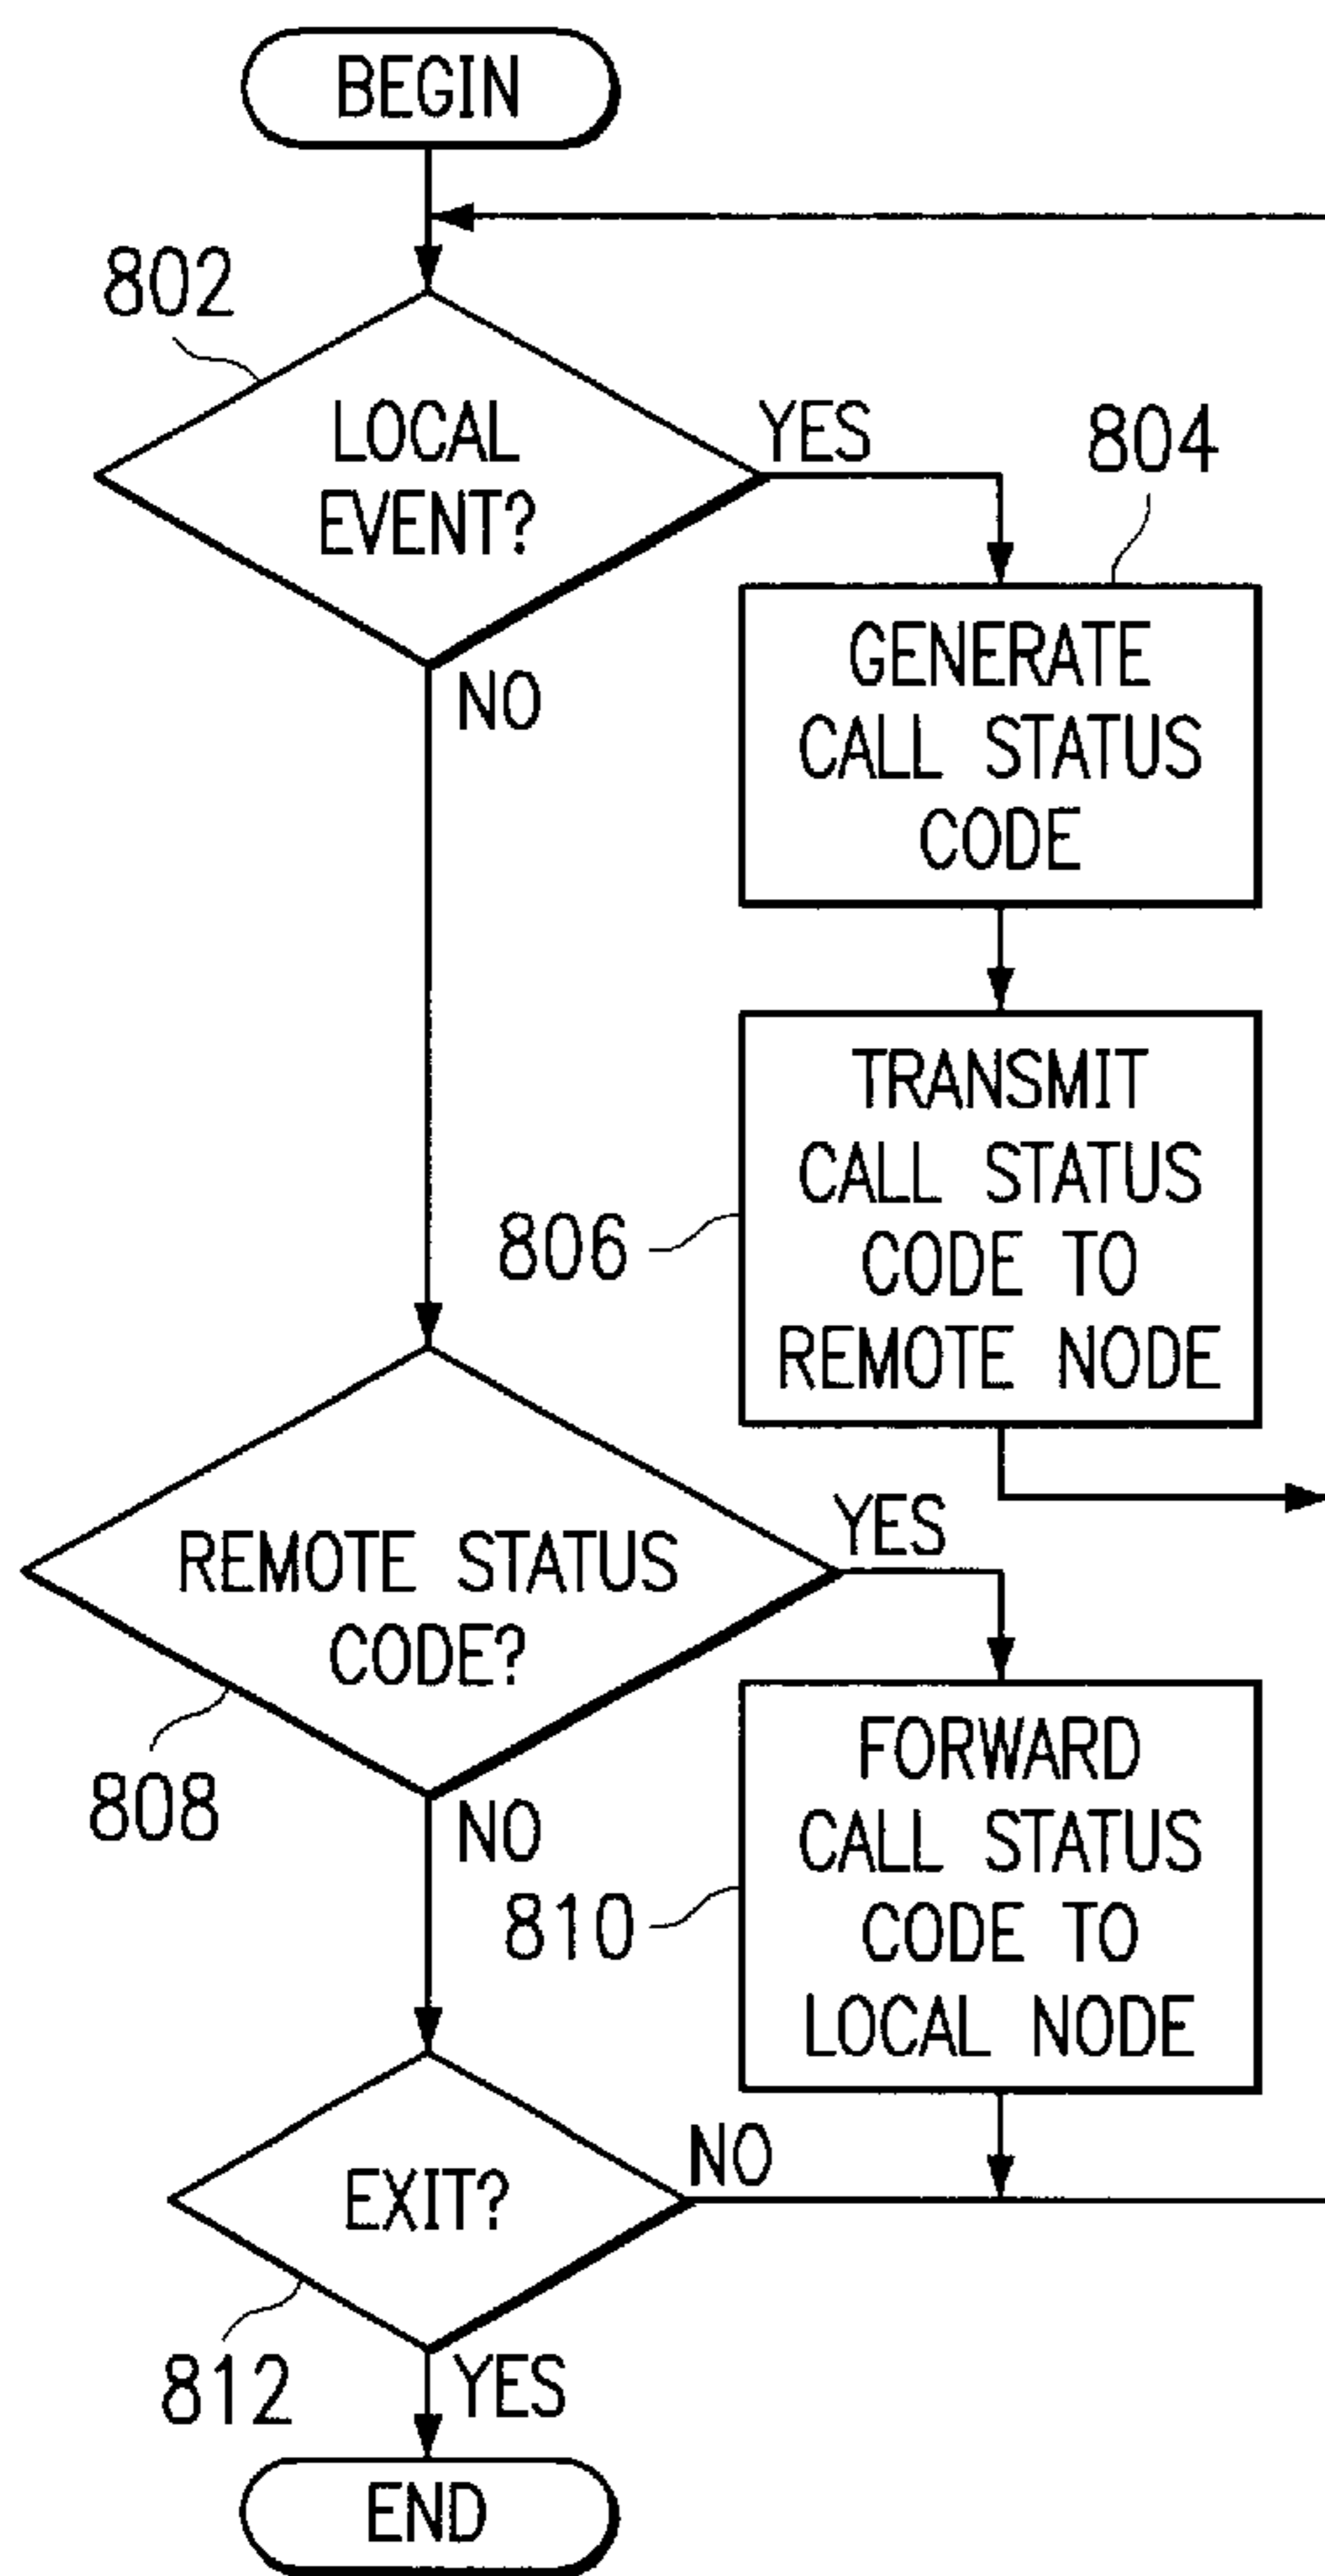 BEGIN
802
LOCAL
EVENT?
YES
NO
804
GENERATE
CALL STATUS
CODE
806
TRANSMIT
CALL STATUS
CODE TO
REMOTE NODE
REMOTE STATUS
CODE?
YES
808
NO
810
FORWARD
CALL STATUS
CODE TO
LOCAL NODE
EXIT?
NO
812
YES
END